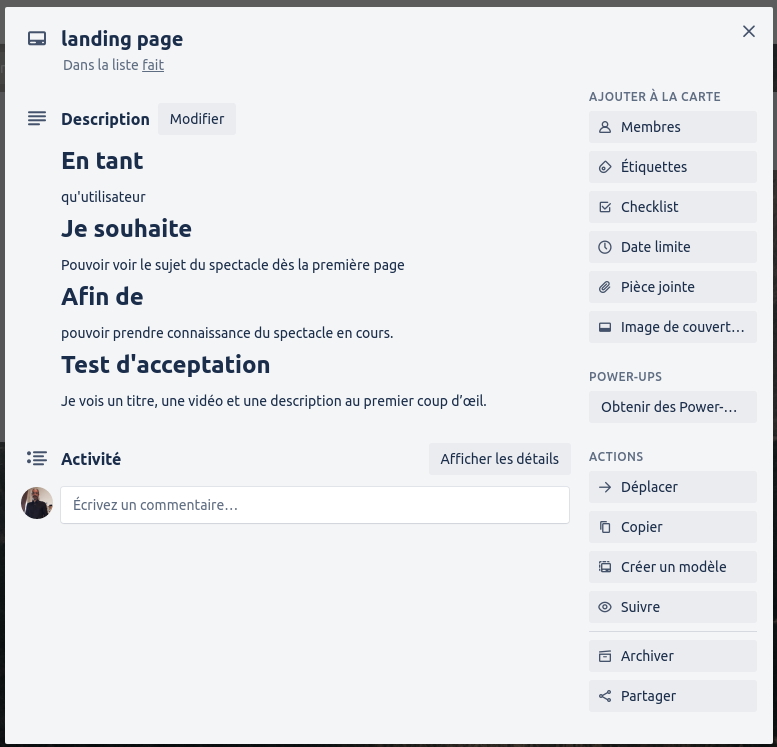 landing page
Dans la liste fait
Description
Modifier
En tant
qu'utilisateur
Je souhaite
Pouvoir voir le sujet du spectacle dès la première page
Afin de
pouvoir prendre connaissance du spectacle en cours.
Test d'acceptation
Je vois un titre, une vidéo et une description au premier coup d’œil.
Activité
Afficher les détails
Écrivez un commentaire…
AJOUTER À LA CARTE
Membres
Étiquettes
Checklist
Date limite
Pièce jointe
Image de couvert…
POWER-UPS
Obtenir des Power-…
ACTIONS
Déplacer
Copier
Créer un modèle
Suivre
Archiver
Partager